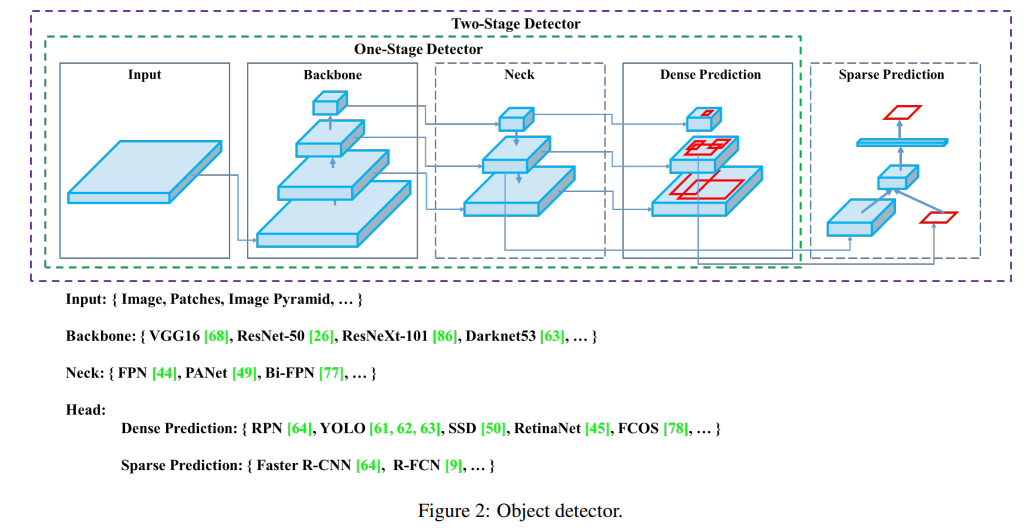 Two-Stage Detector
One-Stage Detector
Input
Backbone
Neck
Dense Prediction
Sparse Prediction
Input: { Image, Patches, Image Pyramid, … }
Backbone: { VGG16 [68], ResNet-50 [26], ResNeXt-101 [86], Darknet53 [63], … }
Neck: { FPN [44], PANet [49], Bi-FPN [77], … }
Head:
Dense Prediction: { RPN [64], YOLO [61, 62, 63], SSD [50], RetinaNet [45], FCOS [78], … }
Sparse Prediction: { Faster R-CNN [64], R-FCN [9], … }
Figure 2: Object detector.